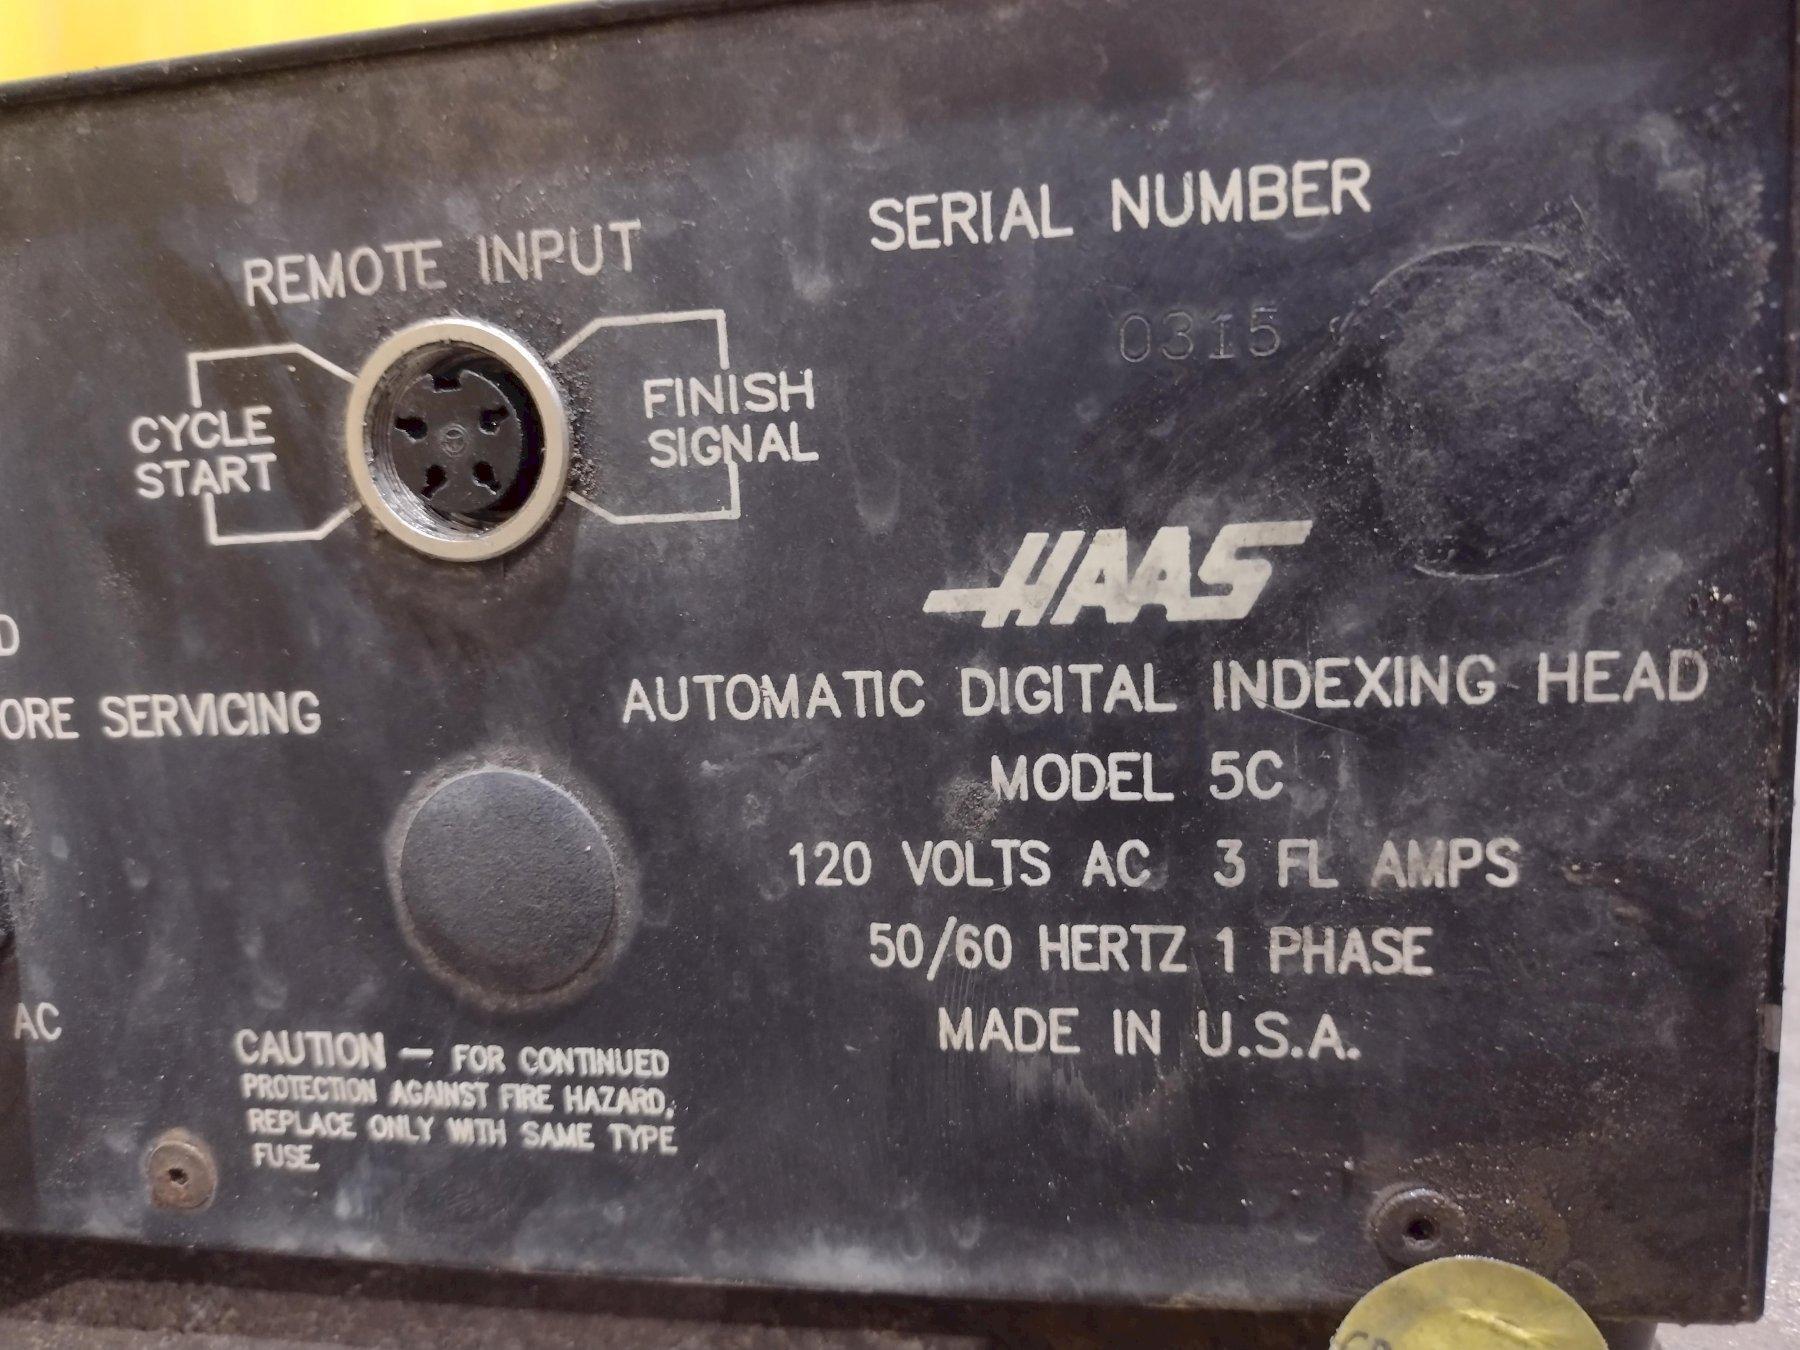 REMOTE INPUT
CYCLE
START
FINISH
SIGNAL
SERIAL NUMBER
0315
HAAS
AUTOMATIC DIGITAL INDEXING HEAD
MODEL 5C
120 VOLTS AC 3 FL AMPS
50/60 HERTZ 1 PHASE
MADE IN U.S.A.
D
ORE SERVICING
AC
CAUTION — FOR CONTINUED
PROTECTION AGAINST FIRE HAZARD,
REPLACE ONLY WITH SAME TYPE
FUSE.